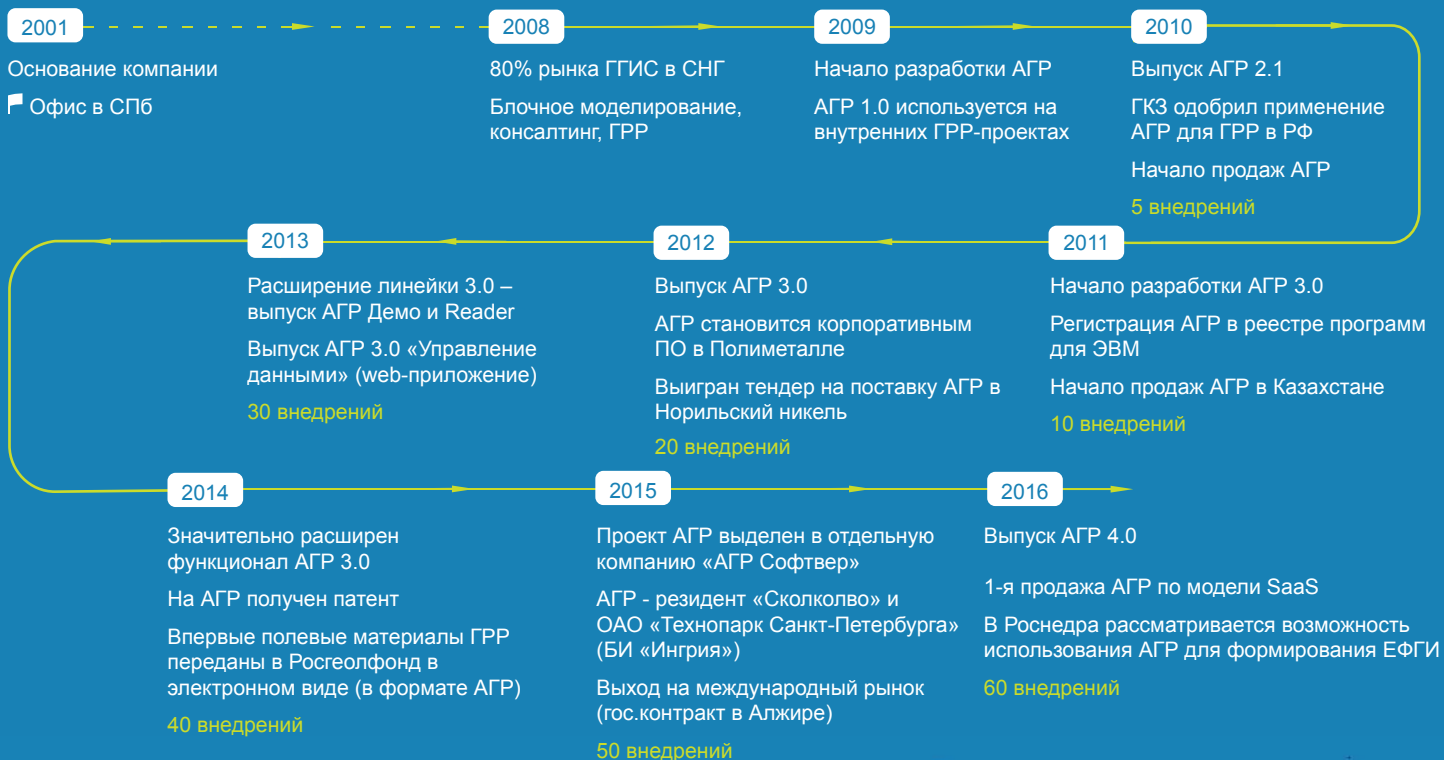 2001
Основание компании
Офис в СПб
2008
80% рынка ГГИС в СНГ
Блочное моделирование,
консалтинг, ГРР
2009
Начало разработки АГР
АГР 1.0 используется на
внутренних ГРР-проектах
2010
Выпуск АГР 2.1
ГКЗ одобрил применение
АГР для ГРР в РФ
Начало продаж АГР
5 внедрений
2011
Начало разработки АГР 3.0
Регистрация АГР в реестре программ
для ЭВМ
Начало продаж АГР в Казахстане
10 внедрений
2012
Выпуск АГР 3.0
АГР становится корпоративным
ПО в Полиметалле
Выигран тендер на поставку АГР в
Норильский никель
20 внедрений
2013
Расширение линейки 3.0 –
выпуск АГР Демо и Reader
Выпуск АГР 3.0 «Управление
данными» (web-приложение)
30 внедрений
2014
Значительно расширен
функционал АГР 3.0
На АГР получен патент
Впервые полевые материалы ГРР
переданы в Росгеолфонд в
электронном виде (в формате АГР)
40 внедрений
2015
Проект АГР выделен в отдельную
компанию «АГР Софтвер»
АГР - резидент «Сколколво» и
ОАО «Технопарк Санкт-Петербурга»
(БИ «Ингрия»)
Выход на международный рынок
(гос.контракт в Алжире)
50 внедрений
2016
Выпуск АГР 4.0
1-я продажа АГР по модели SaaS
В Роснедра рассматривается возможность
использования АГР для формирования ЕФГИ
60 внедрений